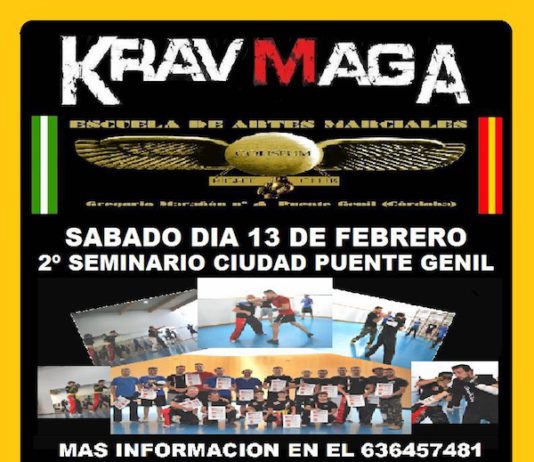 KRAV MAGA
ESCUELA DE ARTES MARCIALES
COLISEUM
FIGHT CLUB
Gregorio Marañón nº 4 Puente Genil (Córdoba)
SABADO DIA 13 DE FEBRERO
2º SEMINARIO CIUDAD PUENTE GENIL
MAS INFORMACION EN EL 636457481